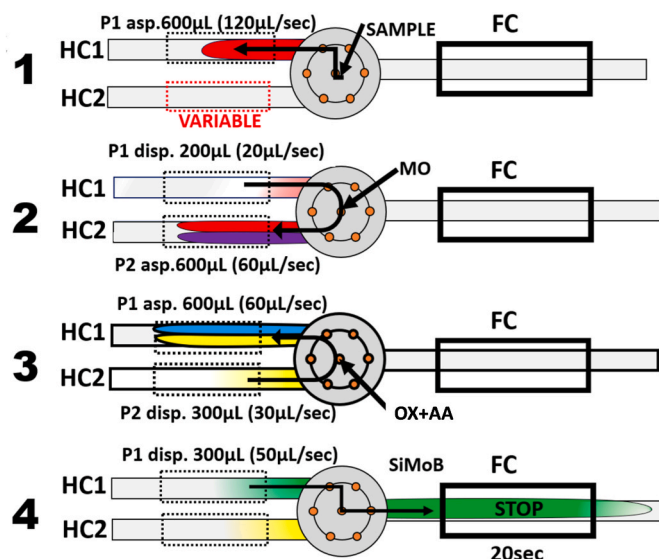 P1 asp.600µL (120µL/sec)
SAMPLE
FC
1
HC1
HC2
VARIABLE
P1 disp. 200µL (20µL/sec)
MO
FC
2
HC1
HC2
P2 asp.600µL (60µL/sec)
P1 asp. 600µL (60µL/sec)
FC
3
HC1
HC2
P2 disp. 300µL (30µL/sec)
OX+AA
P1 disp. 300µL (50µL/sec)
SiMoB
FC
4
HC1
STOP
HC2
20sec